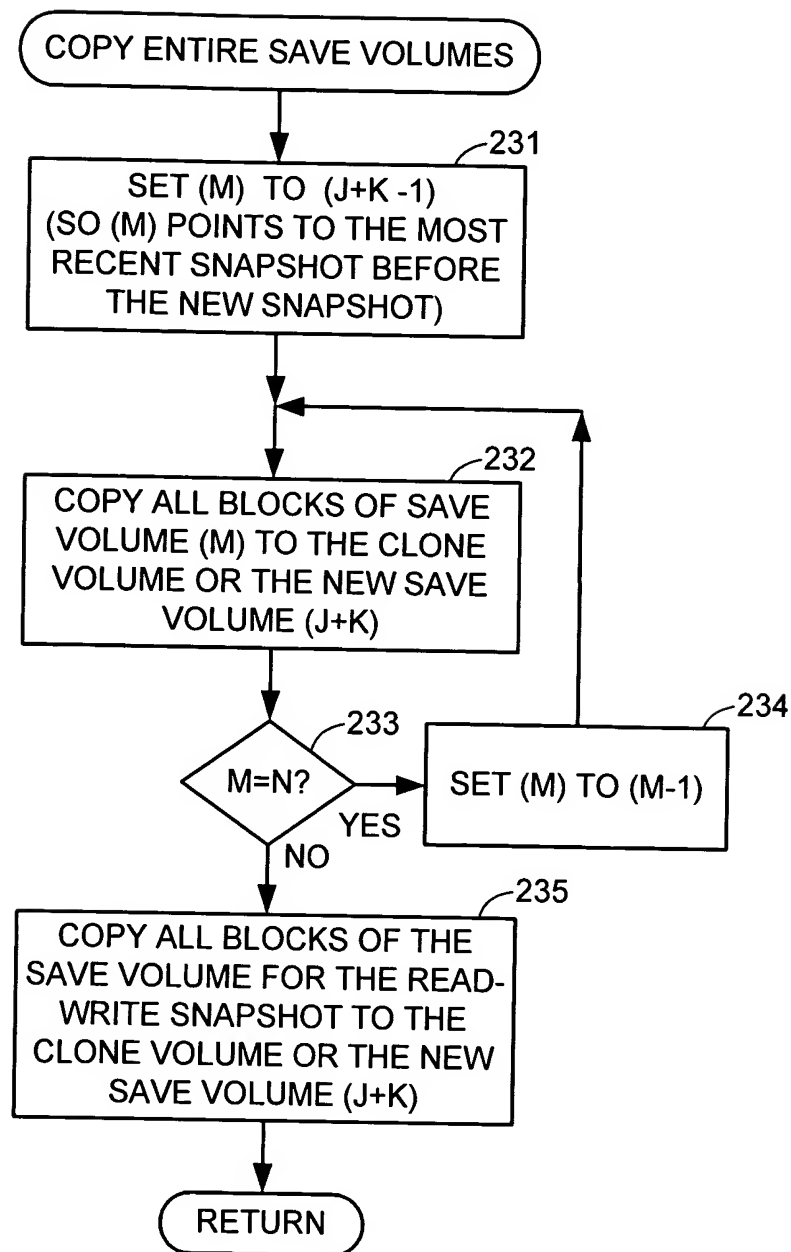 COPY ENTIRE SAVE VOLUMES
231
SET (M) TO (J+K -1)
(SO (M) POINTS TO THE MOST
RECENT SNAPSHOT BEFORE
THE NEW SNAPSHOT)
232
COPY ALL BLOCKS OF SAVE
VOLUME (M) TO THE CLONE
VOLUME OR THE NEW SAVE
VOLUME (J+K)
233
M=N?
YES
NO
234
SET (M) TO (M-1)
235
COPY ALL BLOCKS OF THE
SAVE VOLUME FOR THE READ-
WRITE SNAPSHOT TO THE
CLONE VOLUME OR THE NEW
SAVE VOLUME (J+K)
RETURN